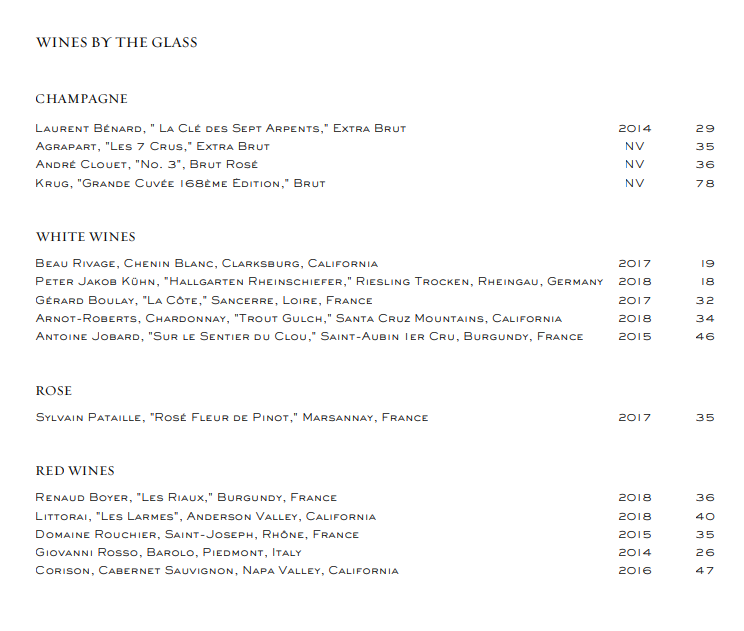 WINES BY THE GLASS
CHAMPAGNE
Laurent Bénard, " La Clé des Sept Arpents," Extra Brut 2014 29
Agrapart, "Les 7 Crus," Extra Brut NV 35
André Clouet, "No. 3", Brut Rosé NV 36
Krug, "Grande Cuvée 168ème Edition," Brut NV 78
WHITE WINES
Beau Rivage, Chenin Blanc, Clarksburg, California 2017 19
Peter Jakob Kühn, "Hallgarten Rheinschiefer," Riesling Trocken, Rheingau, Germany 2018 18
Gérard Boulay, "La Côte," Sancerre, Loire, France 2017 32
Arnot-Roberts, Chardonnay, "Trout Gulch," Santa Cruz Mountains, California 2018 34
Antoine Jobard, "Sur le Sentier du Clou," Saint-Aubin 1er Cru, Burgundy, France 2015 46
ROSE
Sylvain Pataille, "Rosé Fleur de Pinot," Marsannay, France 2017 35
RED WINES
Renaud Boyer, "Les Riaux," Burgundy, France 2018 36
Littorai, "Les Larmes", Anderson Valley, California 2018 40
Domaine Rouchier, Saint-Joseph, Rhône, France 2015 35
Giovanni Rosso, Barolo, Piedmont, Italy 2014 26
Corison, Cabernet Sauvignon, Napa Valley, California 2016 47